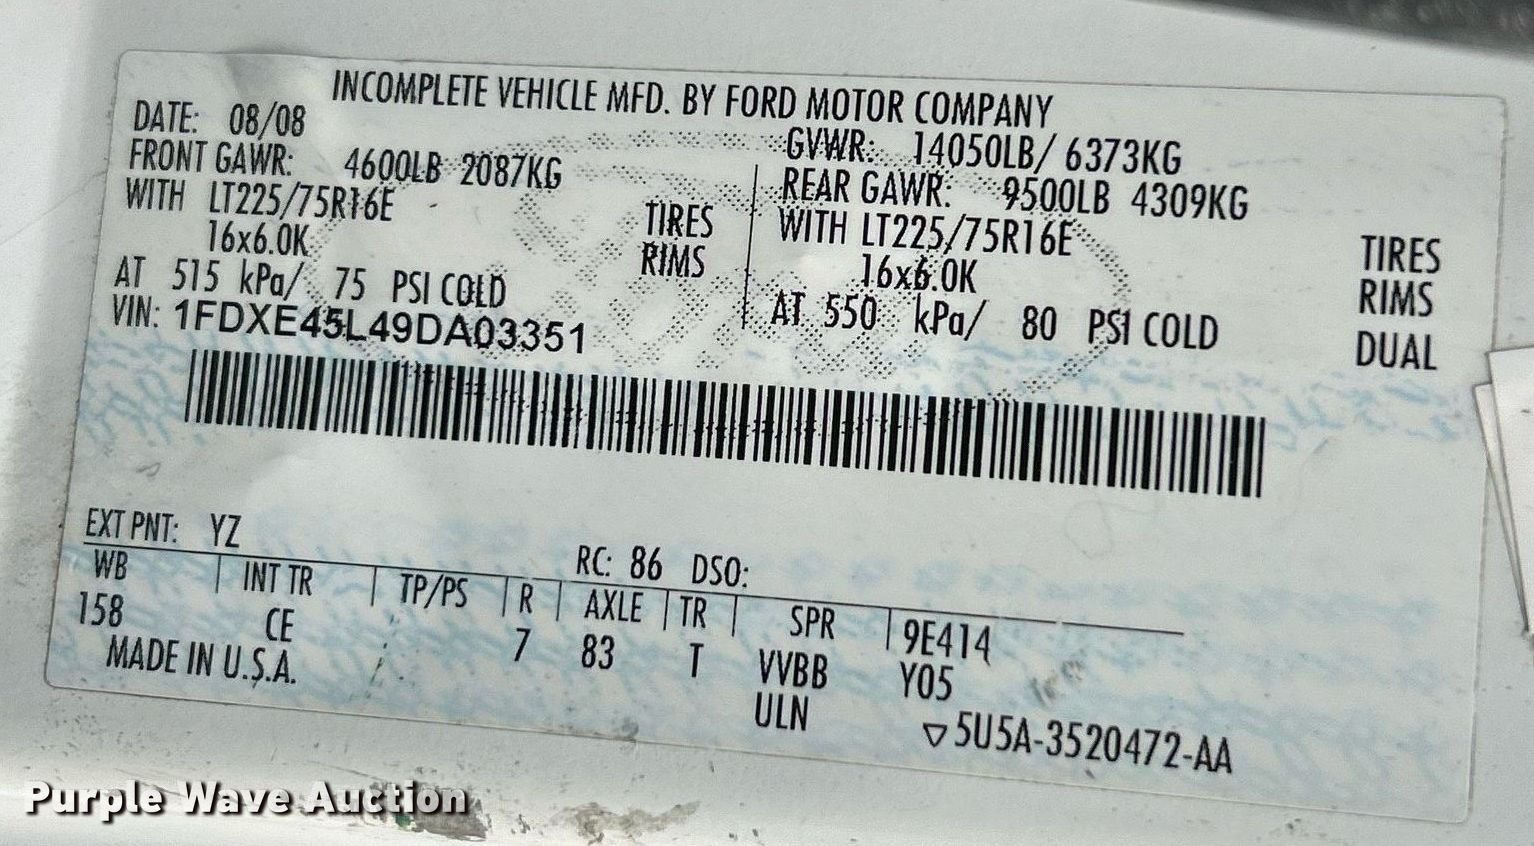 INCOMPLETE VEHICLE MFD. BY FORD MOTOR COMPANY
DATE: 08/08 GVWR: 14050LB/ 6373KG
FRONT GAWR: 4600LB 2087KG REAR GAWR: 9500LB 4309KG
WITH LT225/75R16E TIRES WITH LT225/75R16E TIRES
16x6.0K RIMS 16x6.0K RIMS
AT 515 kPa/ 75 PSI COLD AT 550 kPa/ 80 PSI COLD DUAL
VIN: 1FDXE45L49DA03351
EXT PNT: YZ RC: 86 DSO:
WB INT TR TP/PS R AXLE TR SPR 9E414
158 CE 7 83 T VVBB Y05
MADE IN U.S.A. ULN ▽5U5A-3520472-AA
Purple Wave Auction